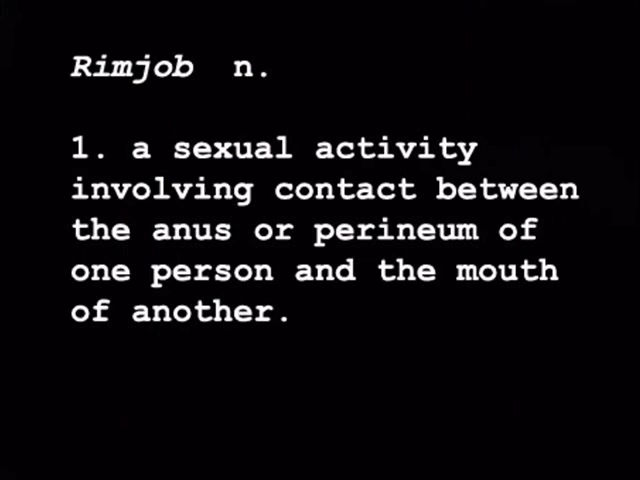 Rimjob n.
1. a sexual activity
involving contact between
the anus or perineum of
one person and the mouth
of another.